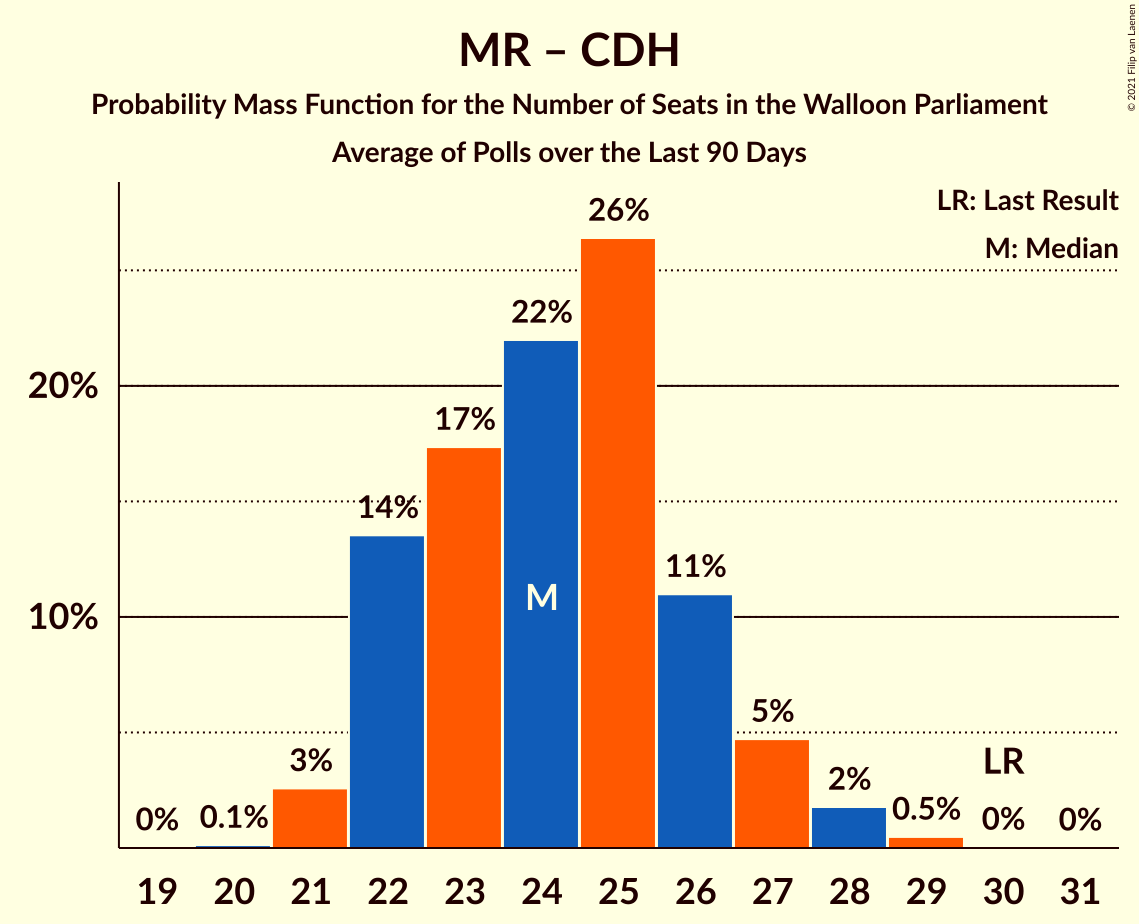 MR – CDH
Probability Mass Function for the Number of Seats in the Walloon Parliament
Average of Polls over the Last 90 Days
© 2021 Filip van Laenen
LR: Last Result
M: Median
20%
10%
0%
0.1%
3%
14%
17%
22%
26%
11%
5%
2%
0.5%
0%
0%
M
LR
19 20 21 22 23 24 25 26 27 28 29 30 31